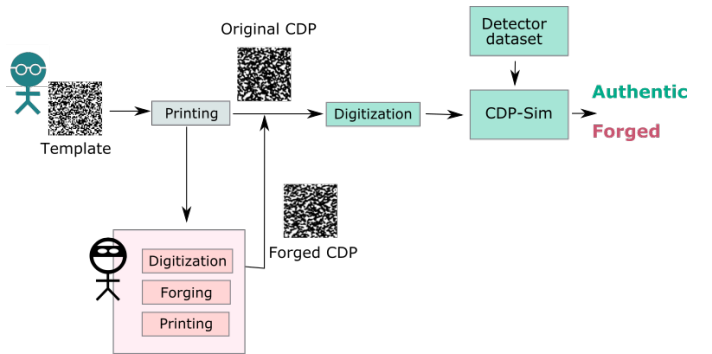 Original CDP
Detector
dataset
Template
Printing
Digitization
CDP-Sim
Authentic
Forged
Forged CDP
Digitization
Forging
Printing